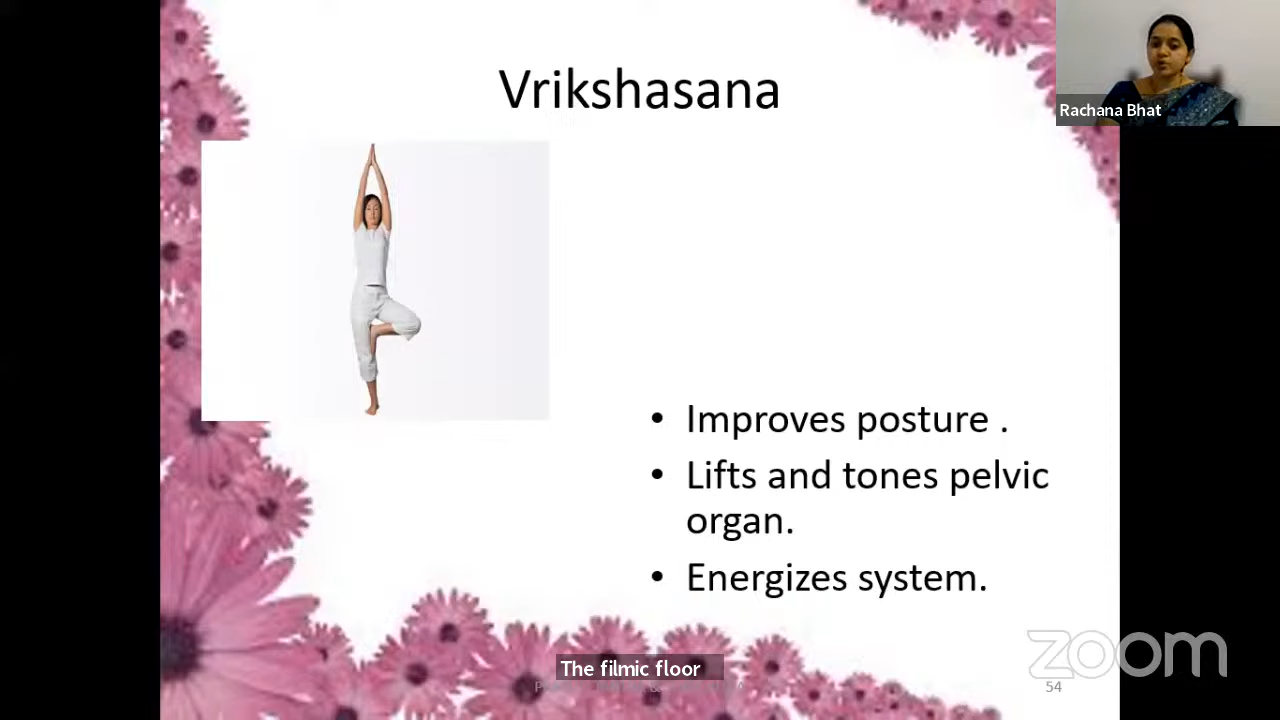 Vrikshasana
Rachana Bhat
• Improves posture .
• Lifts and tones pelvic
organ.
• Energizes system.
zoom
The filmic floor
54